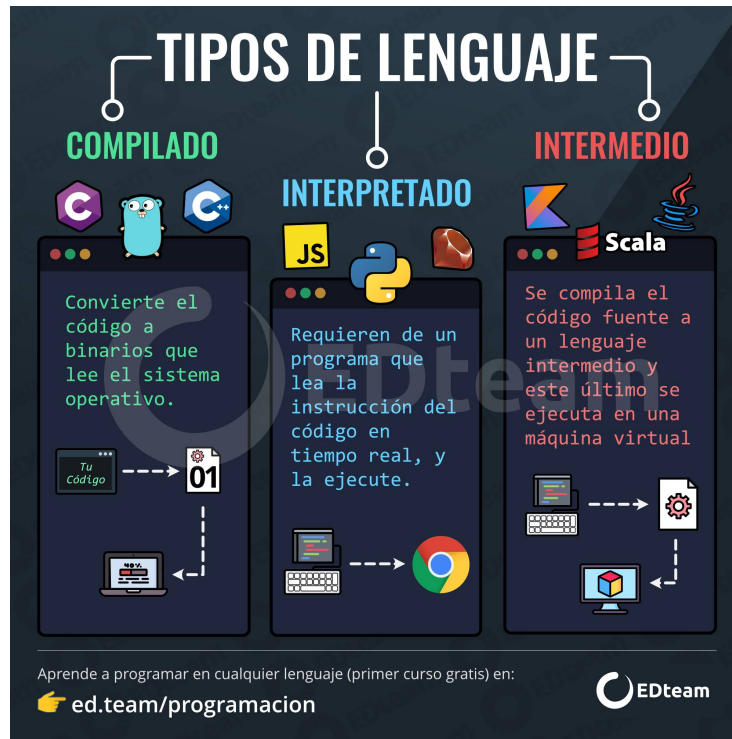 TIPOS DE LENGUAJE
COMPILADO
C
C++
Convierte el
código a
binarios que
lee el sistema
operativo.
Tu
Código
01
40%
INTERPRETADO
JS
Requieren de un
programa que
lea la
instrucción del
código en
tiempo real, y
la ejecute.
INTERMEDIO
Scala
Se compila el
código fuente a
un lenguaje
intermedio y
este último se
ejecuta en una
máquina virtual
EDteam
Aprende a programar en cualquier lenguaje (primer curso gratis) en:
👉 ed.team/programacion
EDteam